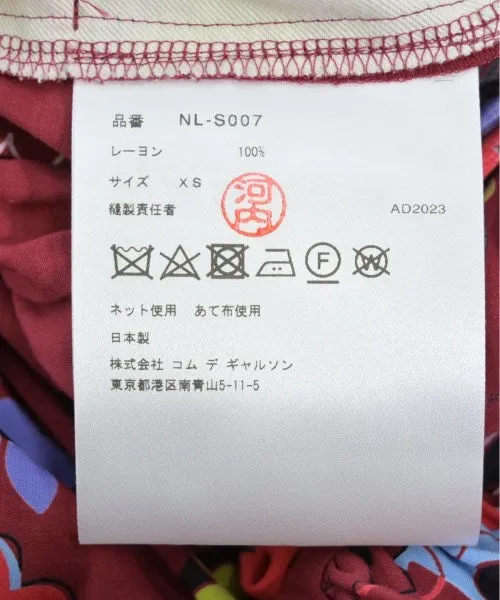 品番 NL-S007
レーヨン 100%
サイズ XS
縫製責任者 河内 AD2023
F W
ネット使用 あて布使用
日本製
株式会社 コム デ ギャルソン
東京都港区南青山5-11-5